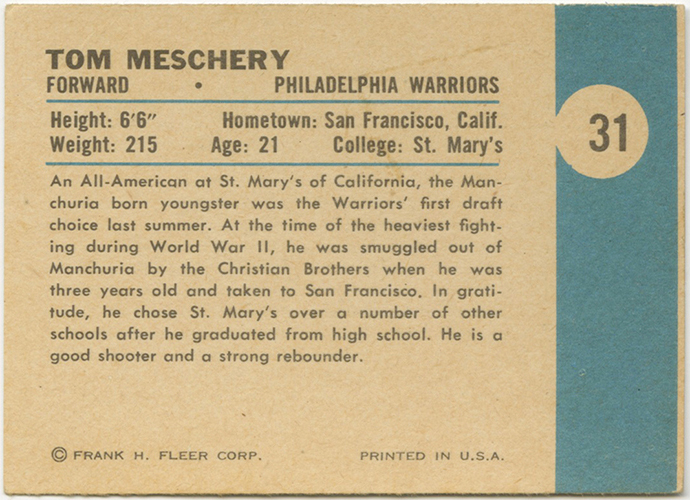 TOM MESCHERY
FORWARD • PHILADELPHIA WARRIORS
Height: 6'6" Hometown: San Francisco, Calif.
Weight: 215 Age: 21 College: St. Mary's
31
An All-American at St. Mary's of California, the Man-
churia born youngster was the Warriors' first draft
choice last summer. At the time of the heaviest fight-
ing during World War II, he was smuggled out of
Manchuria by the Christian Brothers when he was
three years old and taken to San Francisco. In grati-
tude, he chose St. Mary's over a number of other
schools after he graduated from high school. He is a
good shooter and a strong rebounder.
© FRANK H. FLEER CORP. PRINTED IN U.S.A.